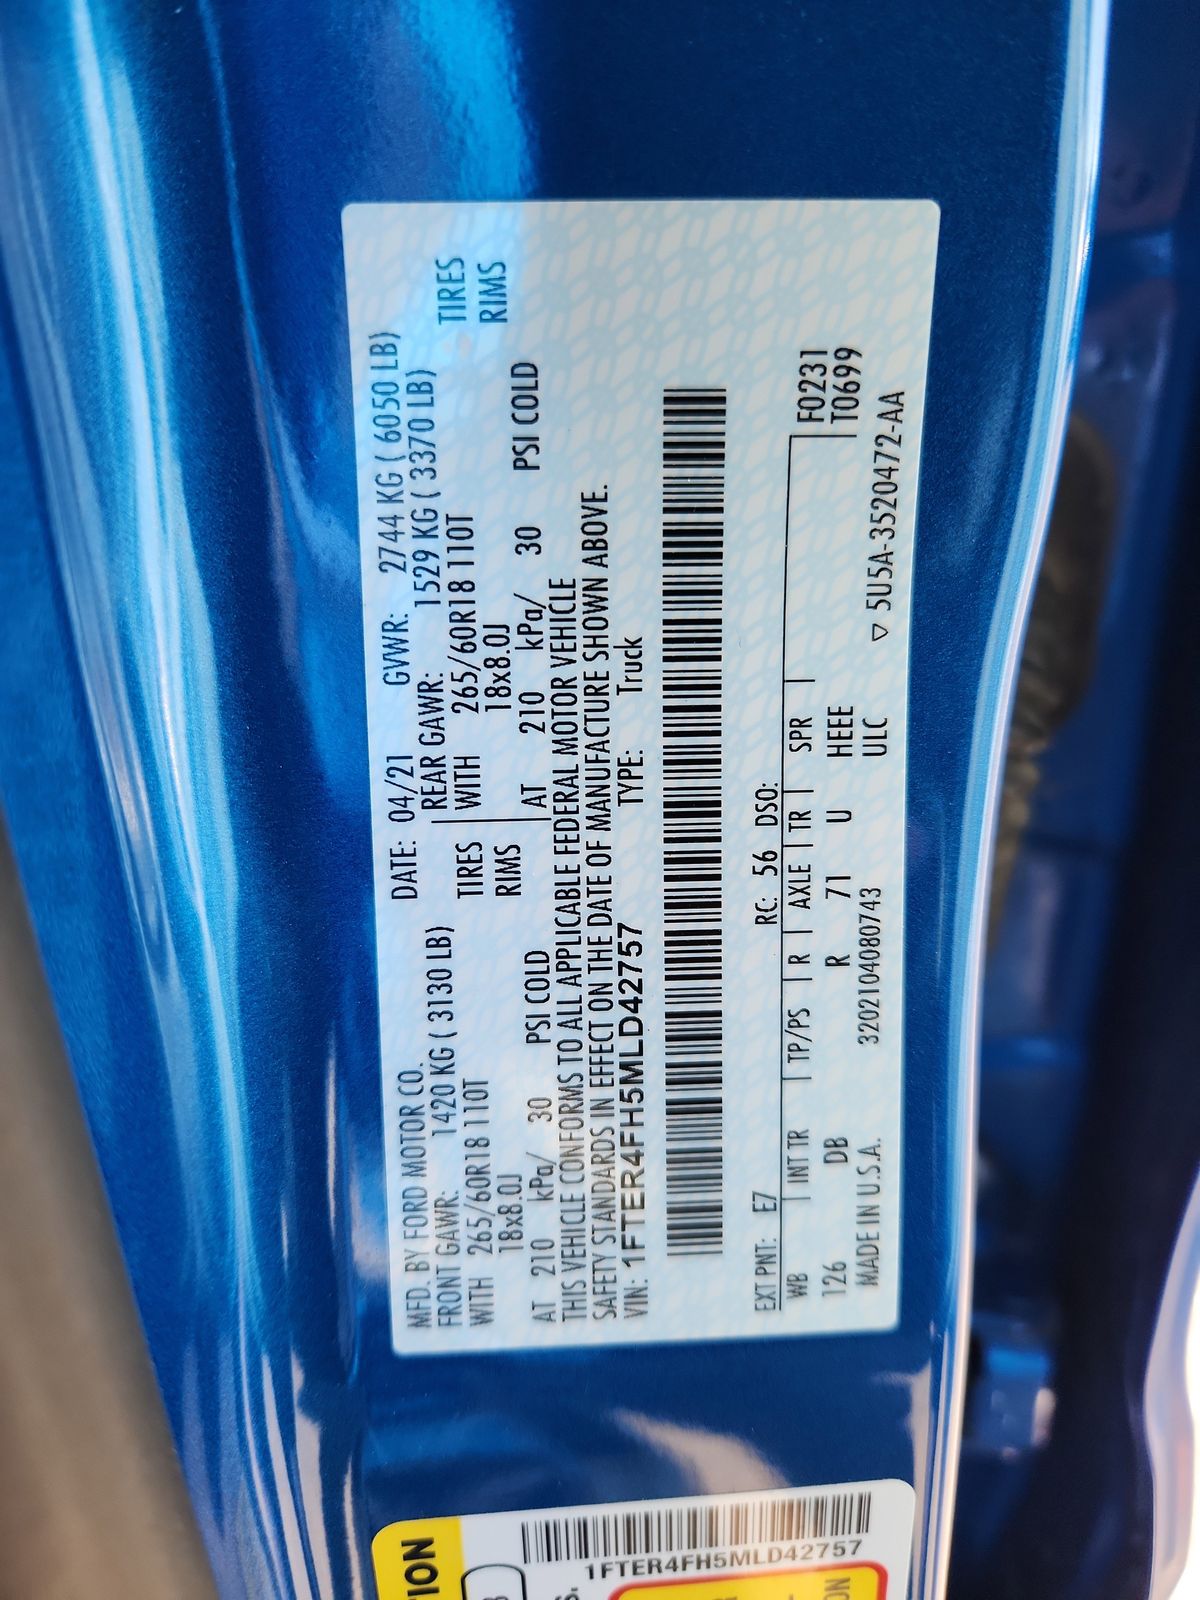 MFD. BY FORD MOTOR CO.
DATE: 04/21 GVWR: 2744 KG ( 6050 LB)
FRONT GAWR: 1420 KG ( 3130 LB)
REAR GAWR: 1529 KG ( 3370 LB)
WITH 265/60R18 110T TIRES
WITH 265/60R18 110T TIRES
18x8.0J RIMS
18x8.0J RIMS
AT 210 kPa/ 30 PSI COLD
AT 210 kPa/ 30 PSI COLD
THIS VEHICLE CONFORMS TO ALL APPLICABLE FEDERAL MOTOR VEHICLE
SAFETY STANDARDS IN EFFECT ON THE DATE OF MANUFACTURE SHOWN ABOVE.
VIN: 1FTER4FH5MLD42757 TYPE: Truck
EXT PNT: E7 RC: 56 DSO:
WB INT TR TP/PS R AXLE TR SPR F0231
126 DB R 71 U HEEE T0699
ULC
MADE IN U.S.A. 3202104080743 ▽ 5U5A-3520472-AA
TION
1FTER4FH5MLD42757
ON